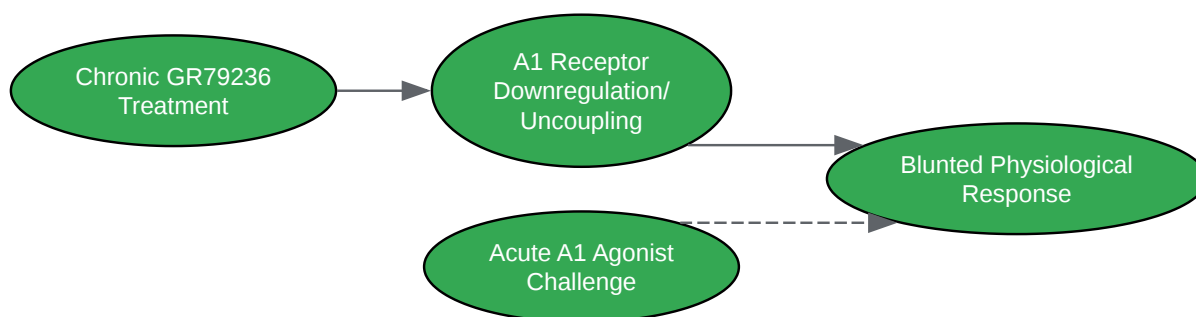 Chronic GR79236
Treatment
A1 Receptor
Downregulation/
Uncoupling
Blunted Physiological
Response
Acute A1 Agonist
Challenge